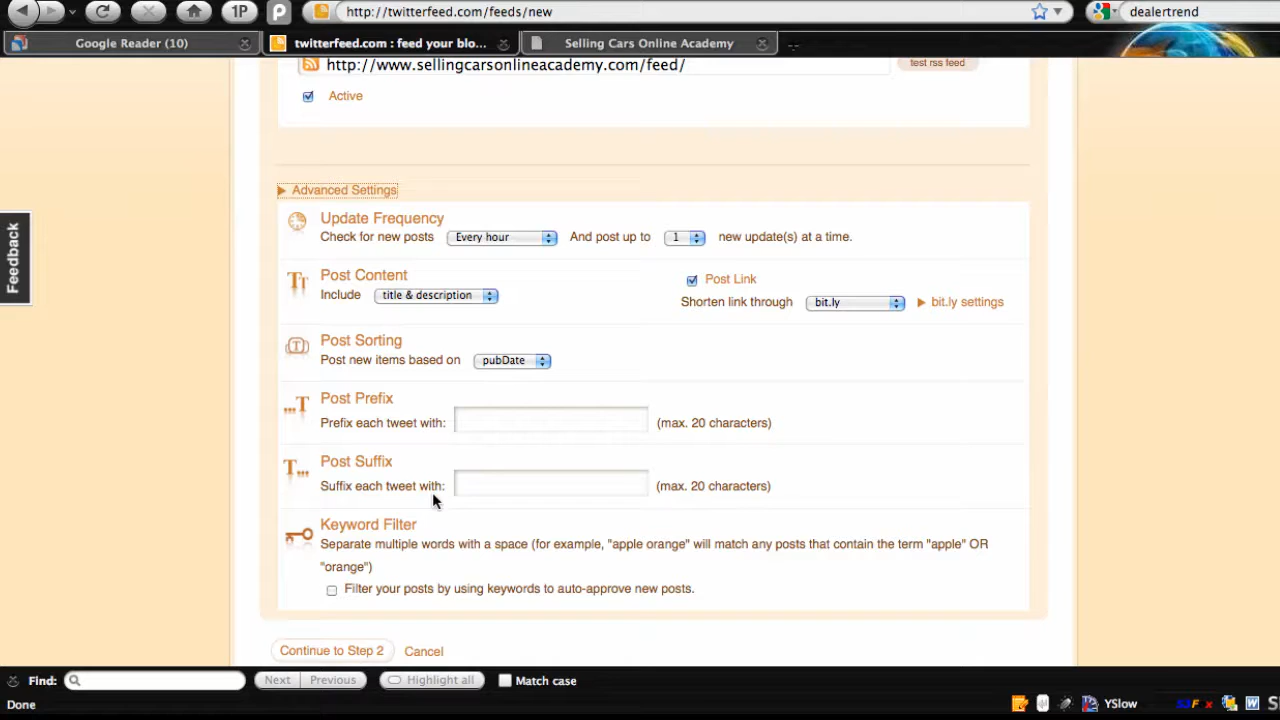 1P
P
http://twitterfeed.com/feeds/new
dealertrend
Google Reader (10)
twitterfeed.com : feed your blo...
Selling Cars Online Academy
http://www.sellingcarsonlineacademy.com/feed/
test rss feed
Active
Advanced Settings
Feedback
Update Frequency
Check for new posts Every hour And post up to 1 new update(s) at a time.
Post Content
Post Link
Include title & description
Shorten link through bit.ly bit.ly settings
Post Sorting
Post new items based on pubDate
...T Post Prefix
Prefix each tweet with: (max. 20 characters)
T... Post Suffix
Suffix each tweet with: (max. 20 characters)
Keyword Filter
Separate multiple words with a space (for example, "apple orange" will match any posts that contain the term "apple" OR
"orange")
Filter your posts by using keywords to auto-approve new posts.
Continue to Step 2 Cancel
Find: Next Previous Highlight all Match case
Done
YSlow